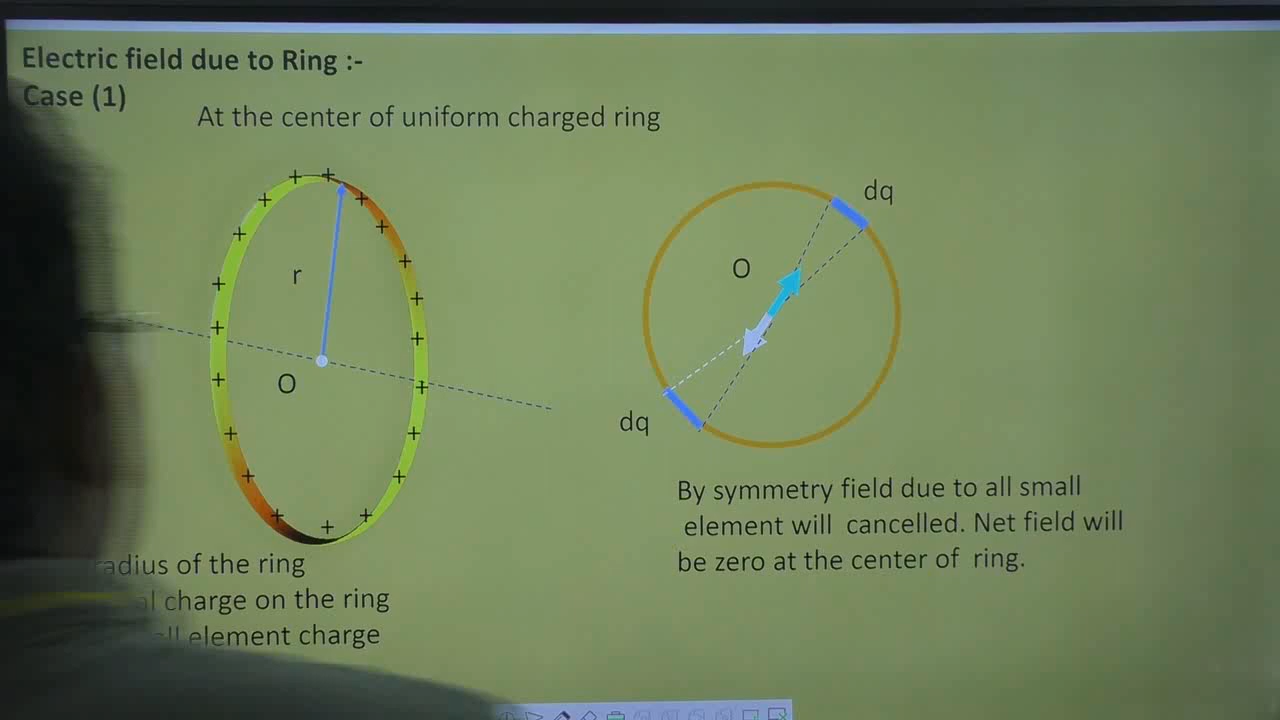 Electric field due to Ring :-
Case (1)
At the center of uniform charged ring
r
O
dq
O
dq
By symmetry field due to all small
element will cancelled. Net field will
be zero at the center of ring.
of the ring
charge on the ring
element charge